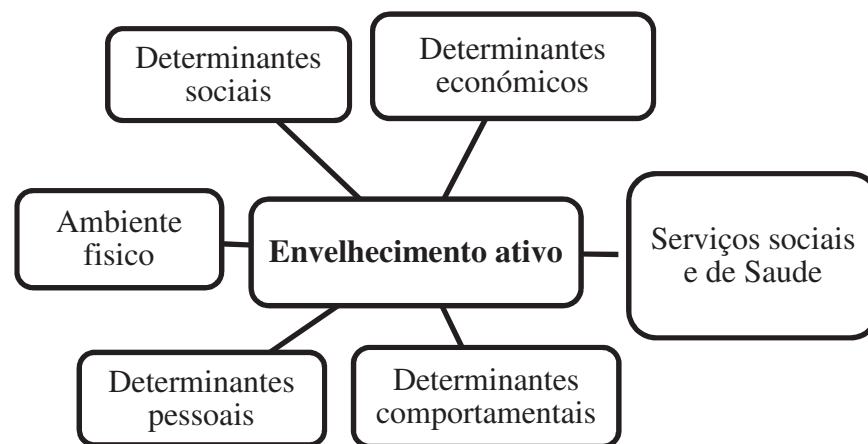 Determinantes
sociais
Determinantes
económicos
Ambiente
fisico
Envelhecimento ativo
Serviços sociais
e de Saude
Determinantes
pessoais
Determinantes
comportamentais